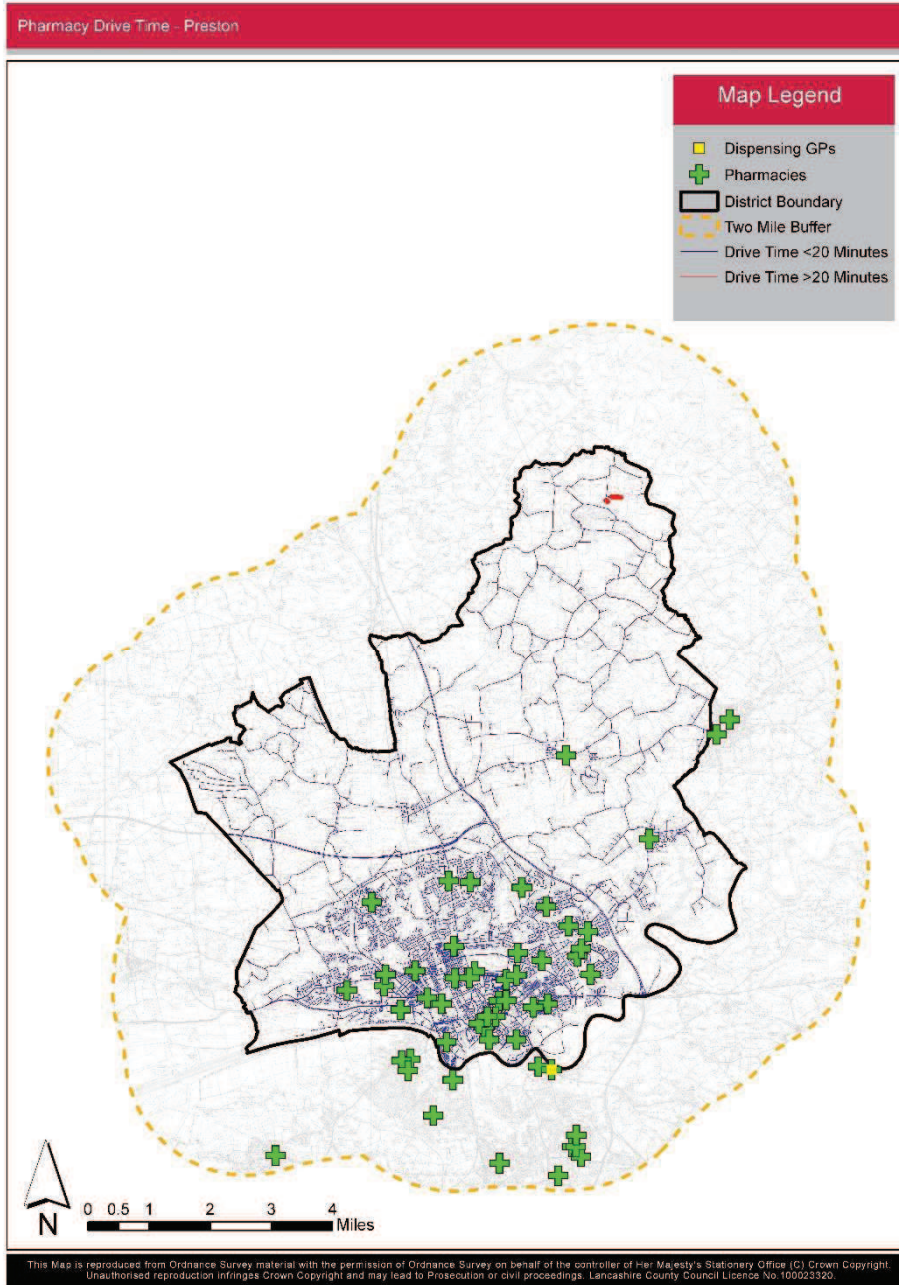 Pharmacy Drive Time - Preston
Map Legend
Dispensing GPs
Pharmacies
District Boundary
Two Mile Buffer
Drive Time <20 Minutes
Drive Time >20 Minutes
N
0 0.5 1 2 3 4
Miles
This Map is reproduced from Ordnance Survey material with the permission of Ordnance Survey on behalf of the controller of Her Majesty's Stationery Office (C) Crown Copyright.
Unauthorised reproduction infringes Crown Copyright and may lead to Prosecution or civil proceedings. Lancashire County Council Licence No.100023320.